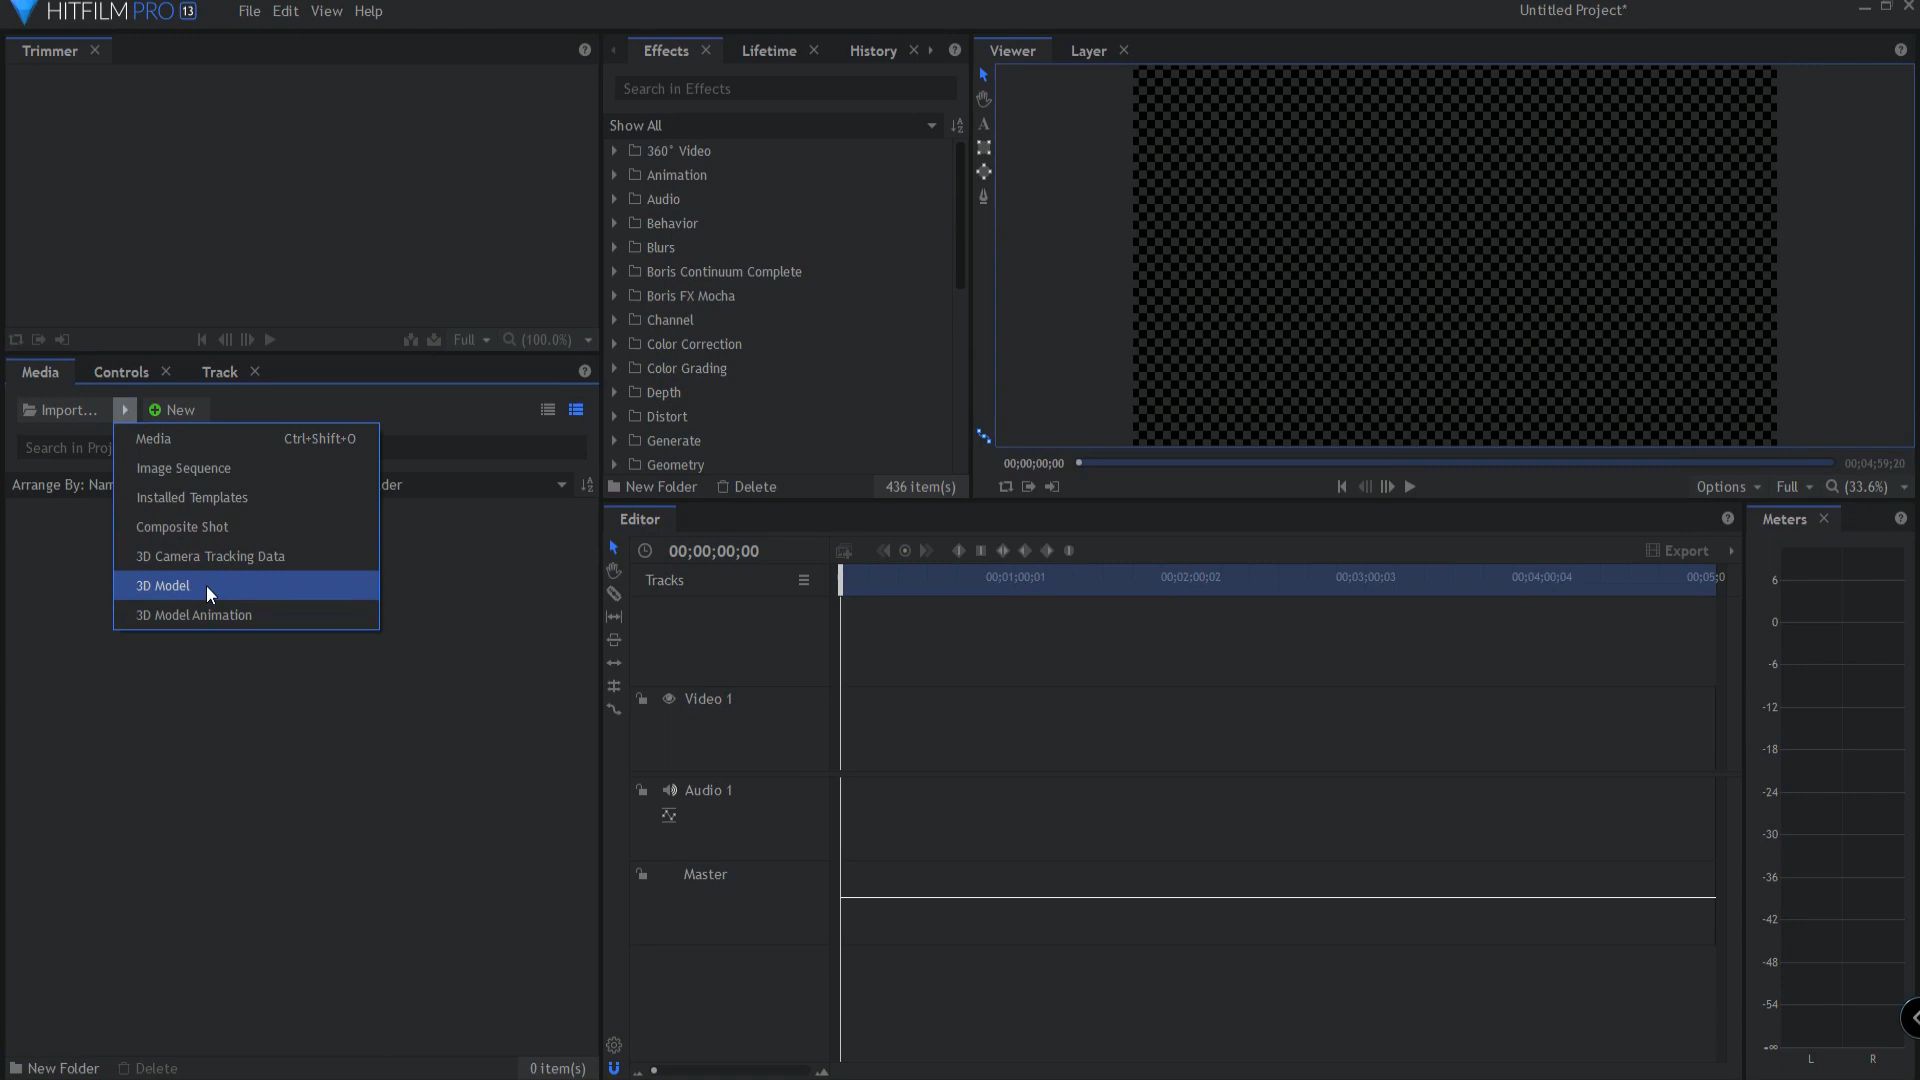 HITFILM PRO 13
File Edit View Help
Untitled Project*
Trimmer
Effects Lifetime History
Viewer Layer
Search in Effects
Show All
360° Video
Animation
Audio
Behavior
Blurs
Boris Continuum Complete
Boris FX Mocha
Channel
Color Correction
Color Grading
Depth
Distort
Generate
Geometry
New Folder Delete 436 item(s)
Full (100.0%)
00;00;00;00 00;04;59;20
Options Full (33.6%)
Media Controls Track
Import... New
Search in Proj
Arrange By: Nam der
Media Ctrl+Shift+O
Image Sequence
Installed Templates
Composite Shot
3D Camera Tracking Data
3D Model
3D Model Animation
New Folder Delete 0 item(s)
Editor
00;00;00;00
Export
Tracks
00;01;00;01 00;02;00;02 00;03;00;03 00;04;00;04 00;05;0
Video 1
Audio 1
Master
Meters
6
0
-6
-12
-18
-24
-30
-36
-42
-48
-54
-∞
L R